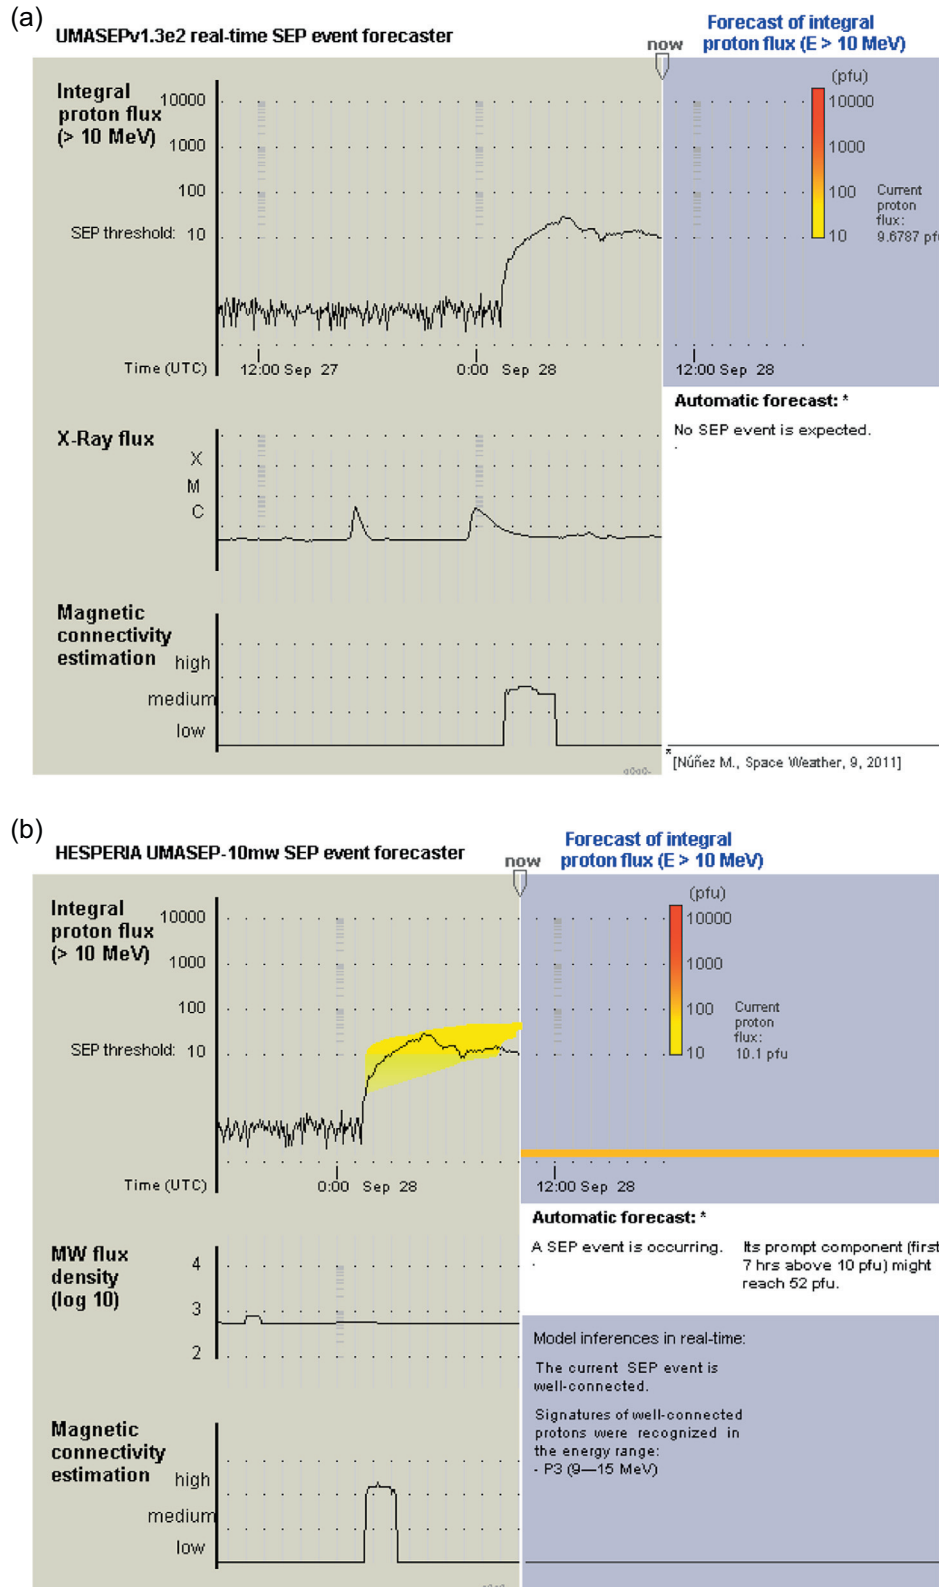 (a)
UMASEPv1.3e2 real-time SEP event forecaster
now
Forecast of integral
proton flux (E > 10 MeV)
Integral
proton flux
(> 10 MeV)
10000
1000
100
SEP threshold: 10
(pfu)
10000
1000
100
10
Current
proton
flux:
9.6787 pfu
Time (UTC)
12:00 Sep 27
0:00 Sep 28
12:00 Sep 28
Automatic forecast: *
No SEP event is expected.
X-Ray flux
X
M
C
Magnetic
connectivity
estimation
high
medium
low
*[Núñez M., Space Weather, 9, 2011]
(b)
HESPERIA UMASEP-10mw SEP event forecaster
now
Forecast of integral
proton flux (E > 10 MeV)
Integral
proton flux
(> 10 MeV)
10000
1000
100
SEP threshold: 10
(pfu)
10000
1000
100
10
Current
proton
flux:
10.1 pfu
Time (UTC)
0:00 Sep 28
12:00 Sep 28
Automatic forecast: *
A SEP event is occurring.
Its prompt component (first
7 hrs above 10 pfu) might
reach 52 pfu.
MW flux
density
(log 10)
4
3
2
Model inferences in real-time:
The current SEP event is
well-connected.
Signatures of well-connected
protons were recognized in
the energy range:
- P3 (9—15 MeV)
Magnetic
connectivity
estimation
high
medium
low